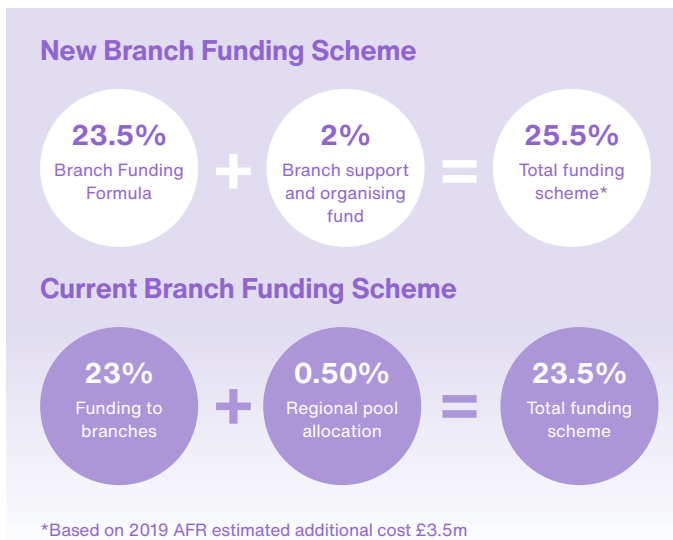 New Branch Funding Scheme
23.5%
Branch Funding
Formula
+
2%
Branch support
and organising
fund
=
25.5%
Total funding
scheme*
Current Branch Funding Scheme
23%
Funding to
branches
+
0.50%
Regional pool
allocation
=
23.5%
Total funding
scheme
*Based on 2019 AFR estimated additional cost £3.5m